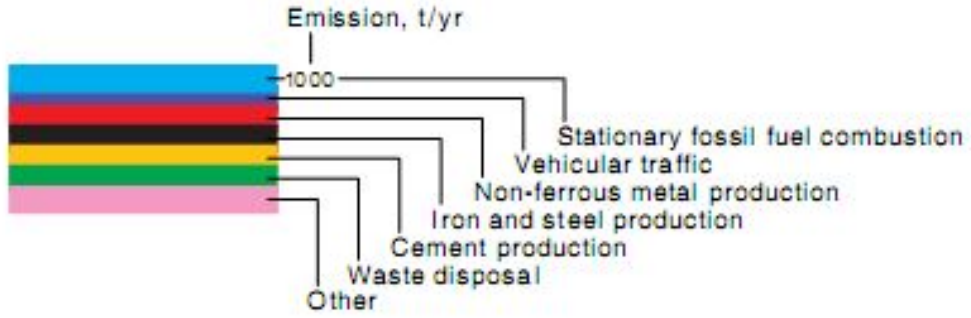 Emission, t/yr
1000
Stationary fossil fuel combustion
Vehicular traffic
Non-ferrous metal production
Iron and steel production
Cement production
Waste disposal
Other